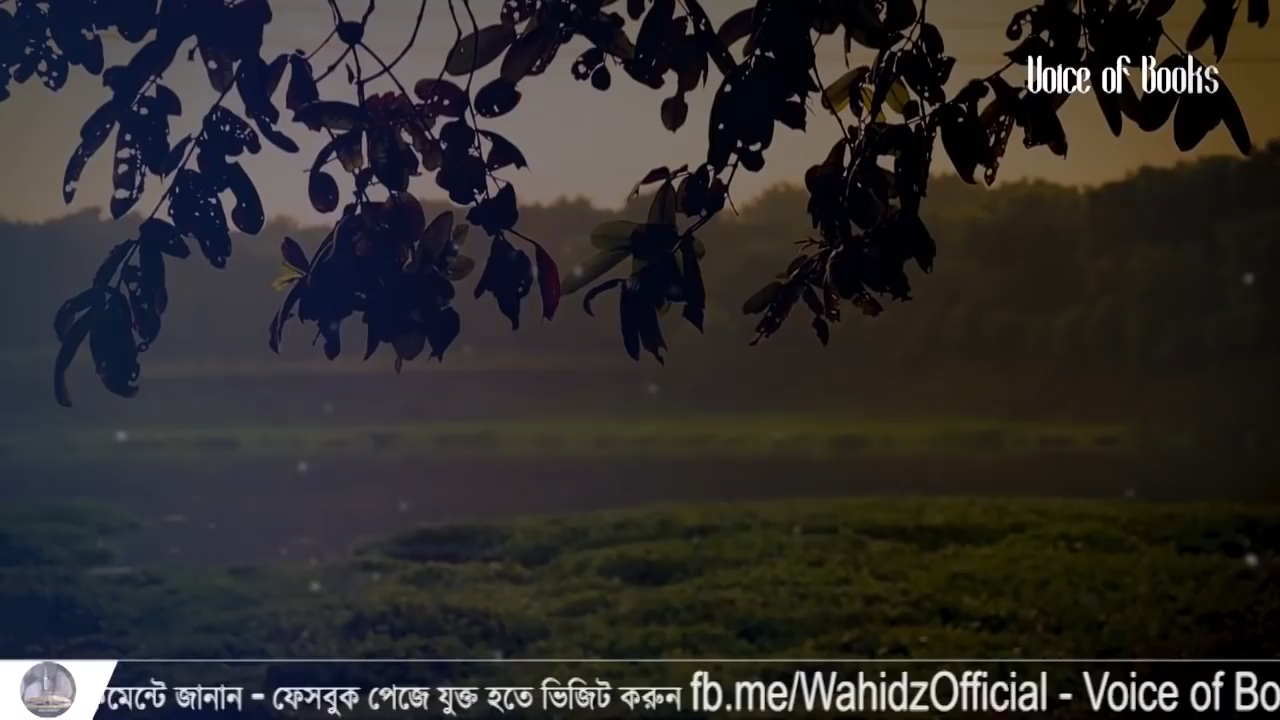 Voice of Books
মেন্টে জানান - ফেসবুক পেজে যুক্ত হতে ভিজিট করুন fb.me/WahidzOfficial - Voice of Bo